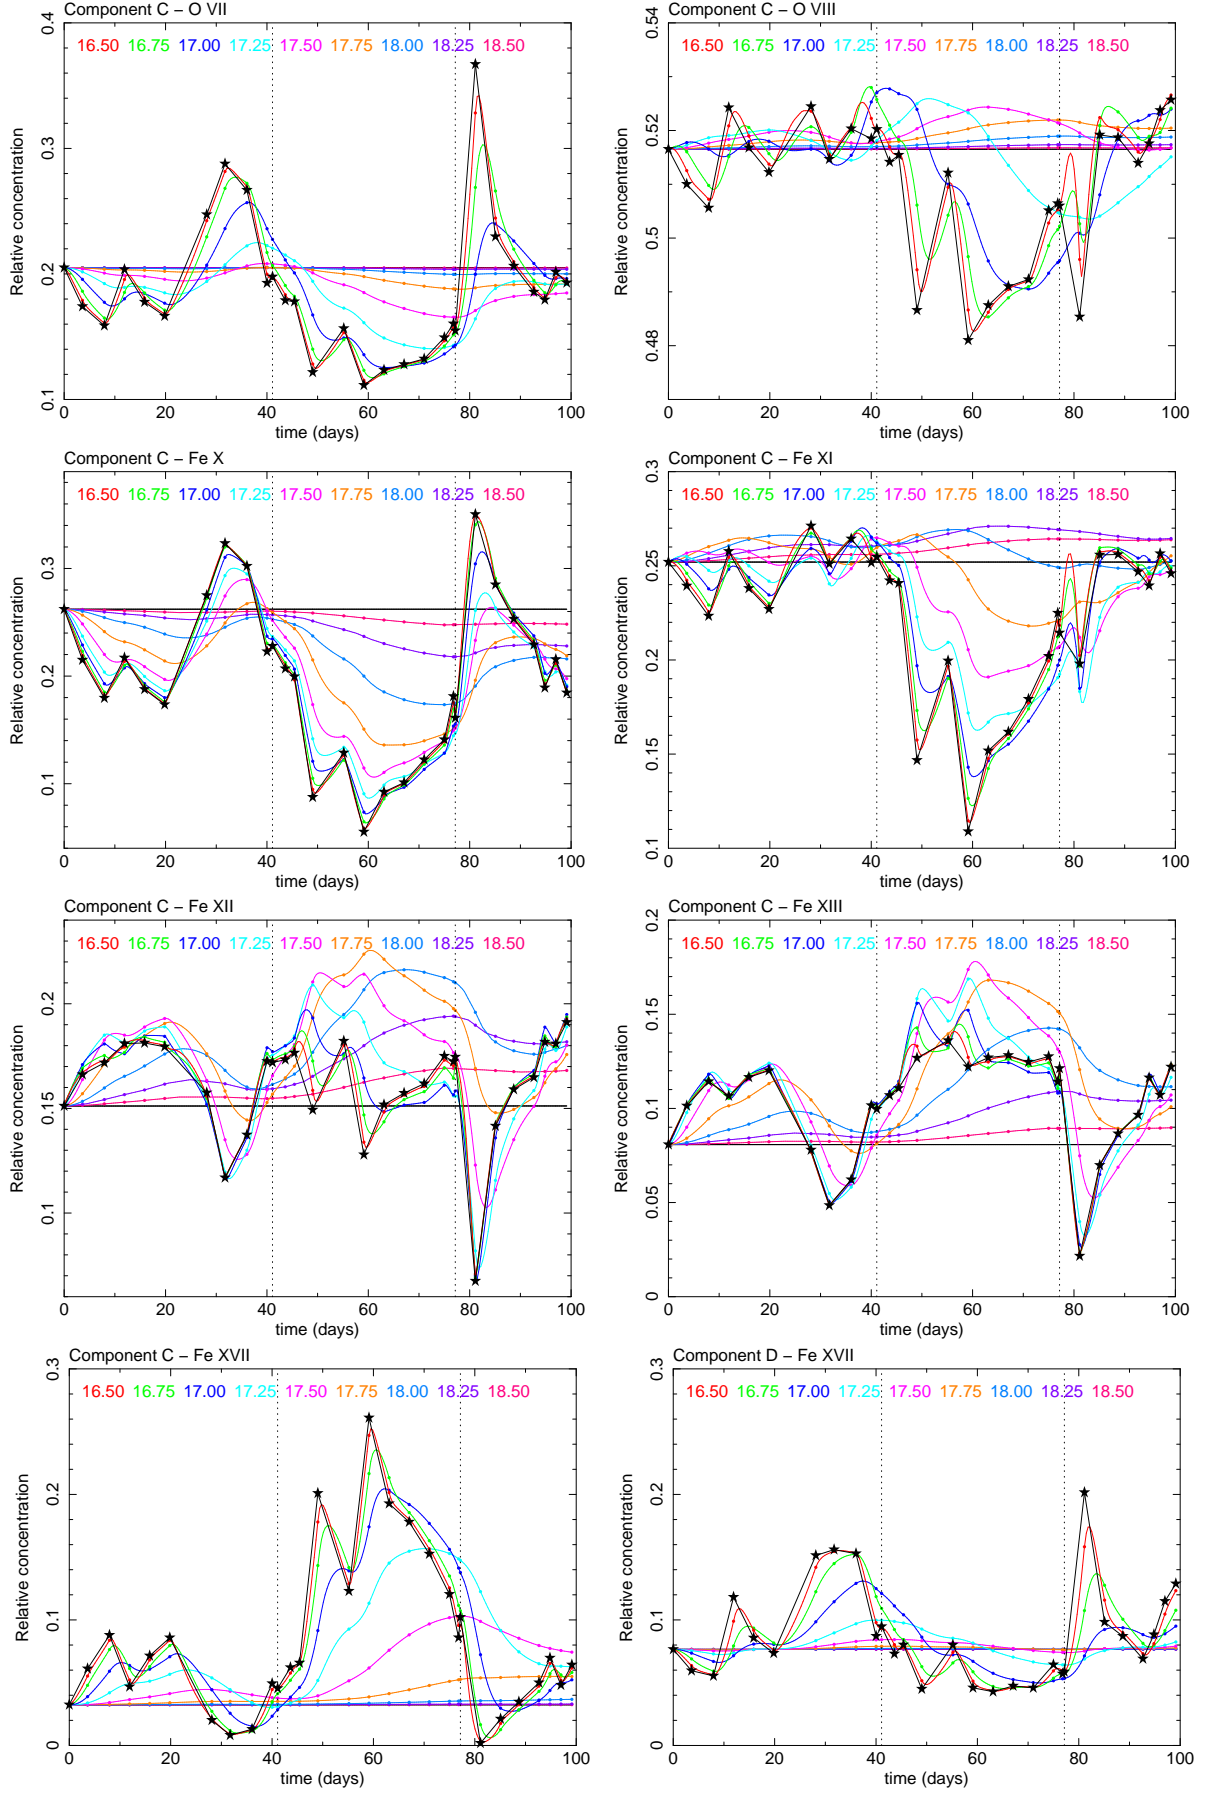 Component C – O VII
Relative concentration
0.1 0.2 0.3 0.4
16.50 16.75 17.00 17.25 17.50 17.75 18.00 18.25 18.50
0 20 40 60 80 100
time (days)
Component C – O VIII
Relative concentration
0.48 0.5 0.52 0.54
16.50 16.75 17.00 17.25 17.50 17.75 18.00 18.25 18.50
0 20 40 60 80 100
time (days)
Component C – Fe X
Relative concentration
0.1 0.2 0.3
16.50 16.75 17.00 17.25 17.50 17.75 18.00 18.25 18.50
0 20 40 60 80 100
time (days)
Component C – Fe XI
Relative concentration
0.1 0.15 0.2 0.25 0.3
16.50 16.75 17.00 17.25 17.50 17.75 18.00 18.25 18.50
0 20 40 60 80 100
time (days)
Component C – Fe XII
Relative concentration
0.1 0.15 0.2
16.50 16.75 17.00 17.25 17.50 17.75 18.00 18.25 18.50
0 20 40 60 80 100
time (days)
Component C – Fe XIII
Relative concentration
0 0.05 0.1 0.15 0.2
16.50 16.75 17.00 17.25 17.50 17.75 18.00 18.25 18.50
0 20 40 60 80 100
time (days)
Component C – Fe XVII
Relative concentration
0 0.1 0.2 0.3
16.50 16.75 17.00 17.25 17.50 17.75 18.00 18.25 18.50
0 20 40 60 80 100
time (days)
Component D – Fe XVII
Relative concentration
0 0.1 0.2 0.3
16.50 16.75 17.00 17.25 17.50 17.75 18.00 18.25 18.50
0 20 40 60 80 100
time (days)